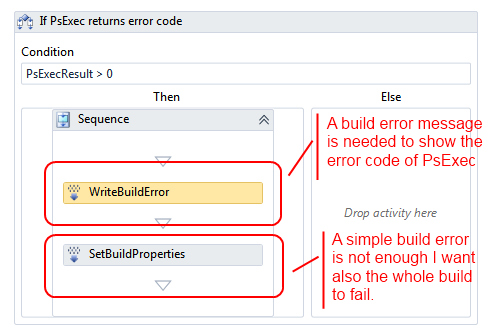 If PsExec returns error code
Condition
PsExecResult > 0
Then
Else
Sequence
WriteBuildError
SetBuildProperties
A build error message
is needed to show the
error code of PsExec
Drop activity here
A simple build error
is not enough I want
also the whole build
to fail.